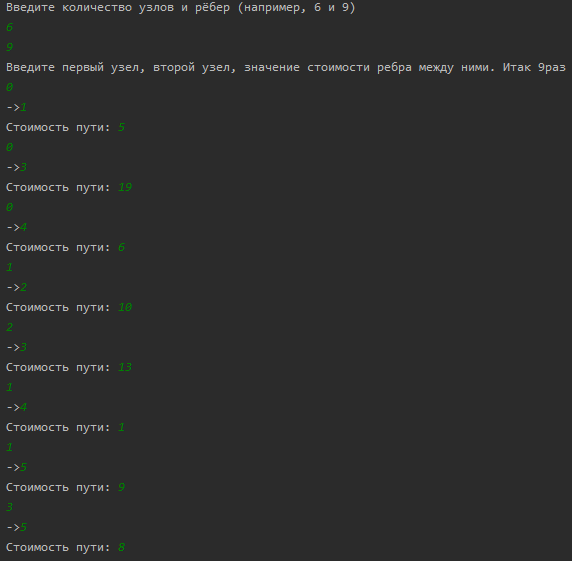 Введите количество узлов и рёбер (например, 6 и 9)
6
9
Введите первый узел, второй узел, значение стоимости ребра между ними. Итак 9раз
0
->1
Стоимость пути: 5
0
->3
Стоимость пути: 19
0
->4
Стоимость пути: 6
1
->2
Стоимость пути: 10
2
->3
Стоимость пути: 13
1
->4
Стоимость пути: 1
1
->5
Стоимость пути: 9
3
->5
Стоимость пути: 8